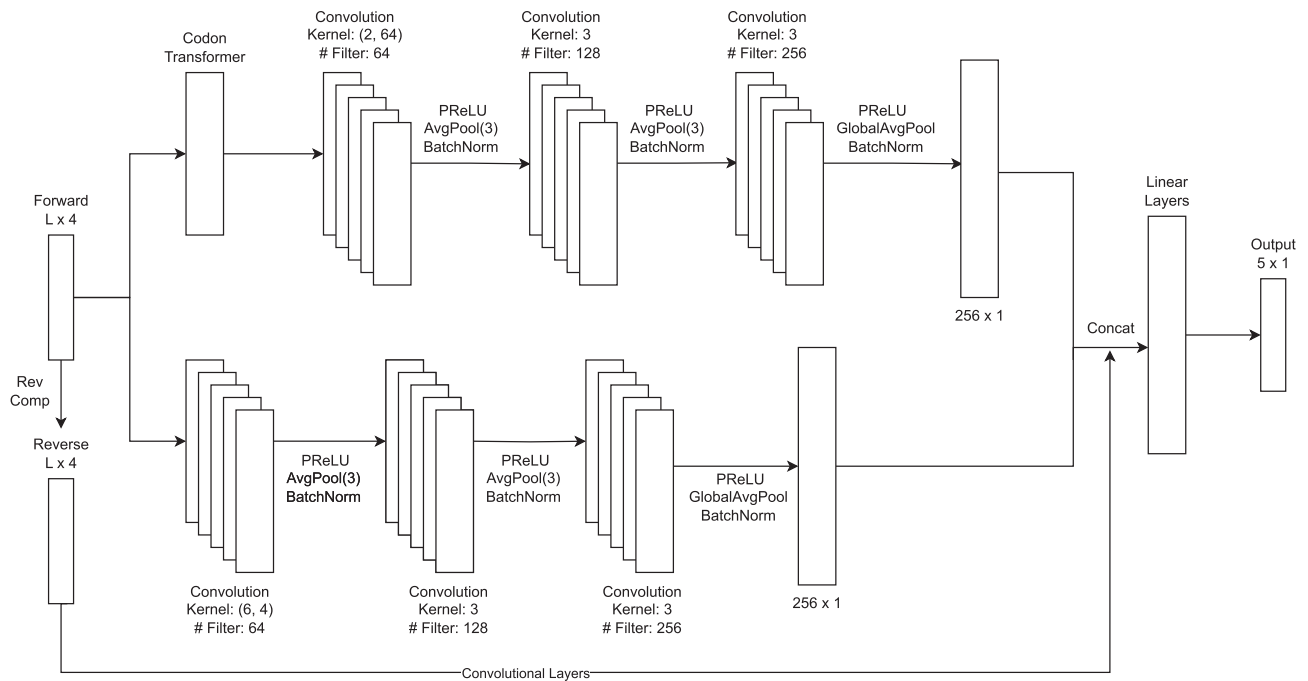 Codon
Transformer
Convolution
Kernel: (2, 64)
# Filter: 64
PReLU
AvgPool(3)
BatchNorm
Convolution
Kernel: 3
# Filter: 128
PReLU
AvgPool(3)
BatchNorm
Convolution
Kernel: 3
# Filter: 256
PReLU
GlobalAvgPool
BatchNorm
256 x 1
Forward
L x 4
Rev
Comp
Reverse
L x 4
Convolution
Kernel: (6, 4)
# Filter: 64
PReLU
AvgPool(3)
BatchNorm
Convolution
Kernel: 3
# Filter: 128
PReLU
AvgPool(3)
BatchNorm
Convolution
Kernel: 3
# Filter: 256
PReLU
GlobalAvgPool
BatchNorm
256 x 1
Concat
Linear
Layers
Output
5 x 1
Convolutional Layers